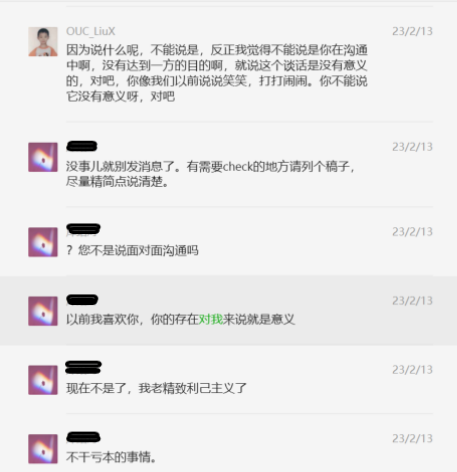 OUC_LiuX 23/2/13
因为说什么呢，不能说是，反正我觉得不能说是你在沟通
中啊，没有达到一方的目的啊，就说这个谈话是没有意义
的，对吧，你像我们以前说说笑笑，打打闹闹。你不能说
它没有意义呀，对吧
23/2/13
没事儿就别发消息了。有需要check的地方请列个稿子，
尽量精简点说清楚。
23/2/13
？您不是说面对面沟通吗
23/2/13
以前我喜欢你，你的存在对我来说就是意义
23/2/13
现在不是了，我老精致利己主义了
23/2/13
不干亏本的事情。